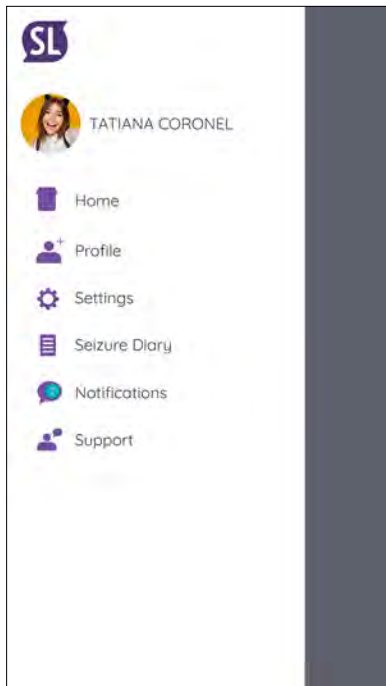 SL
TATIANA CORONEL
Home
Profile
Settings
Seizure Diary
Notifications
Support